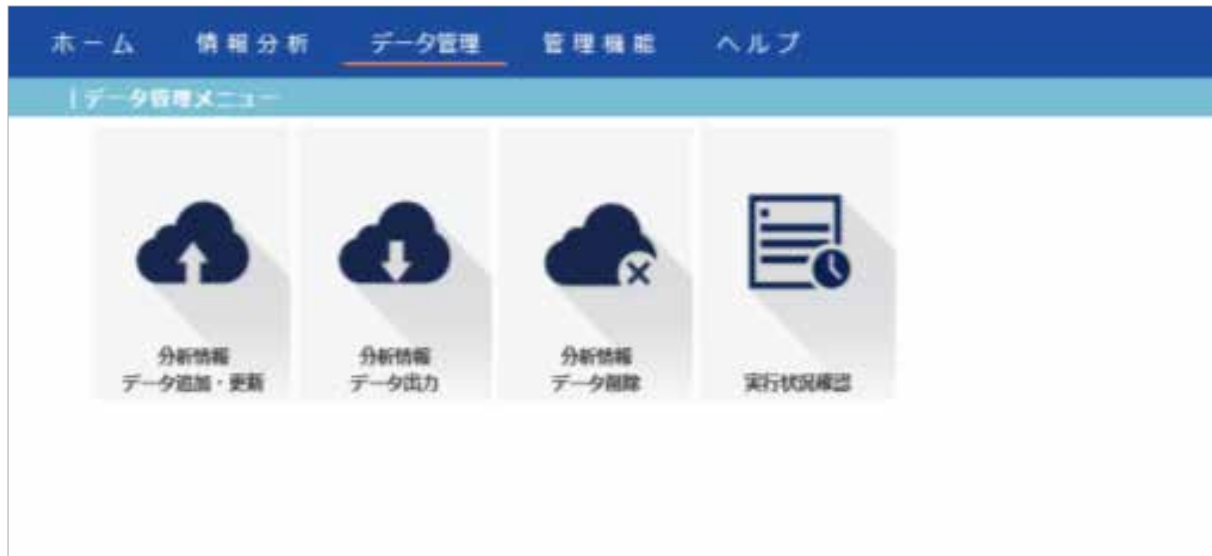 ホーム 情報分析 データ管理 管理機能 ヘルプ
|データ管理メニュー
分析情報
データ追加・更新
分析情報
データ出力
分析情報
データ削除
実行状況確認